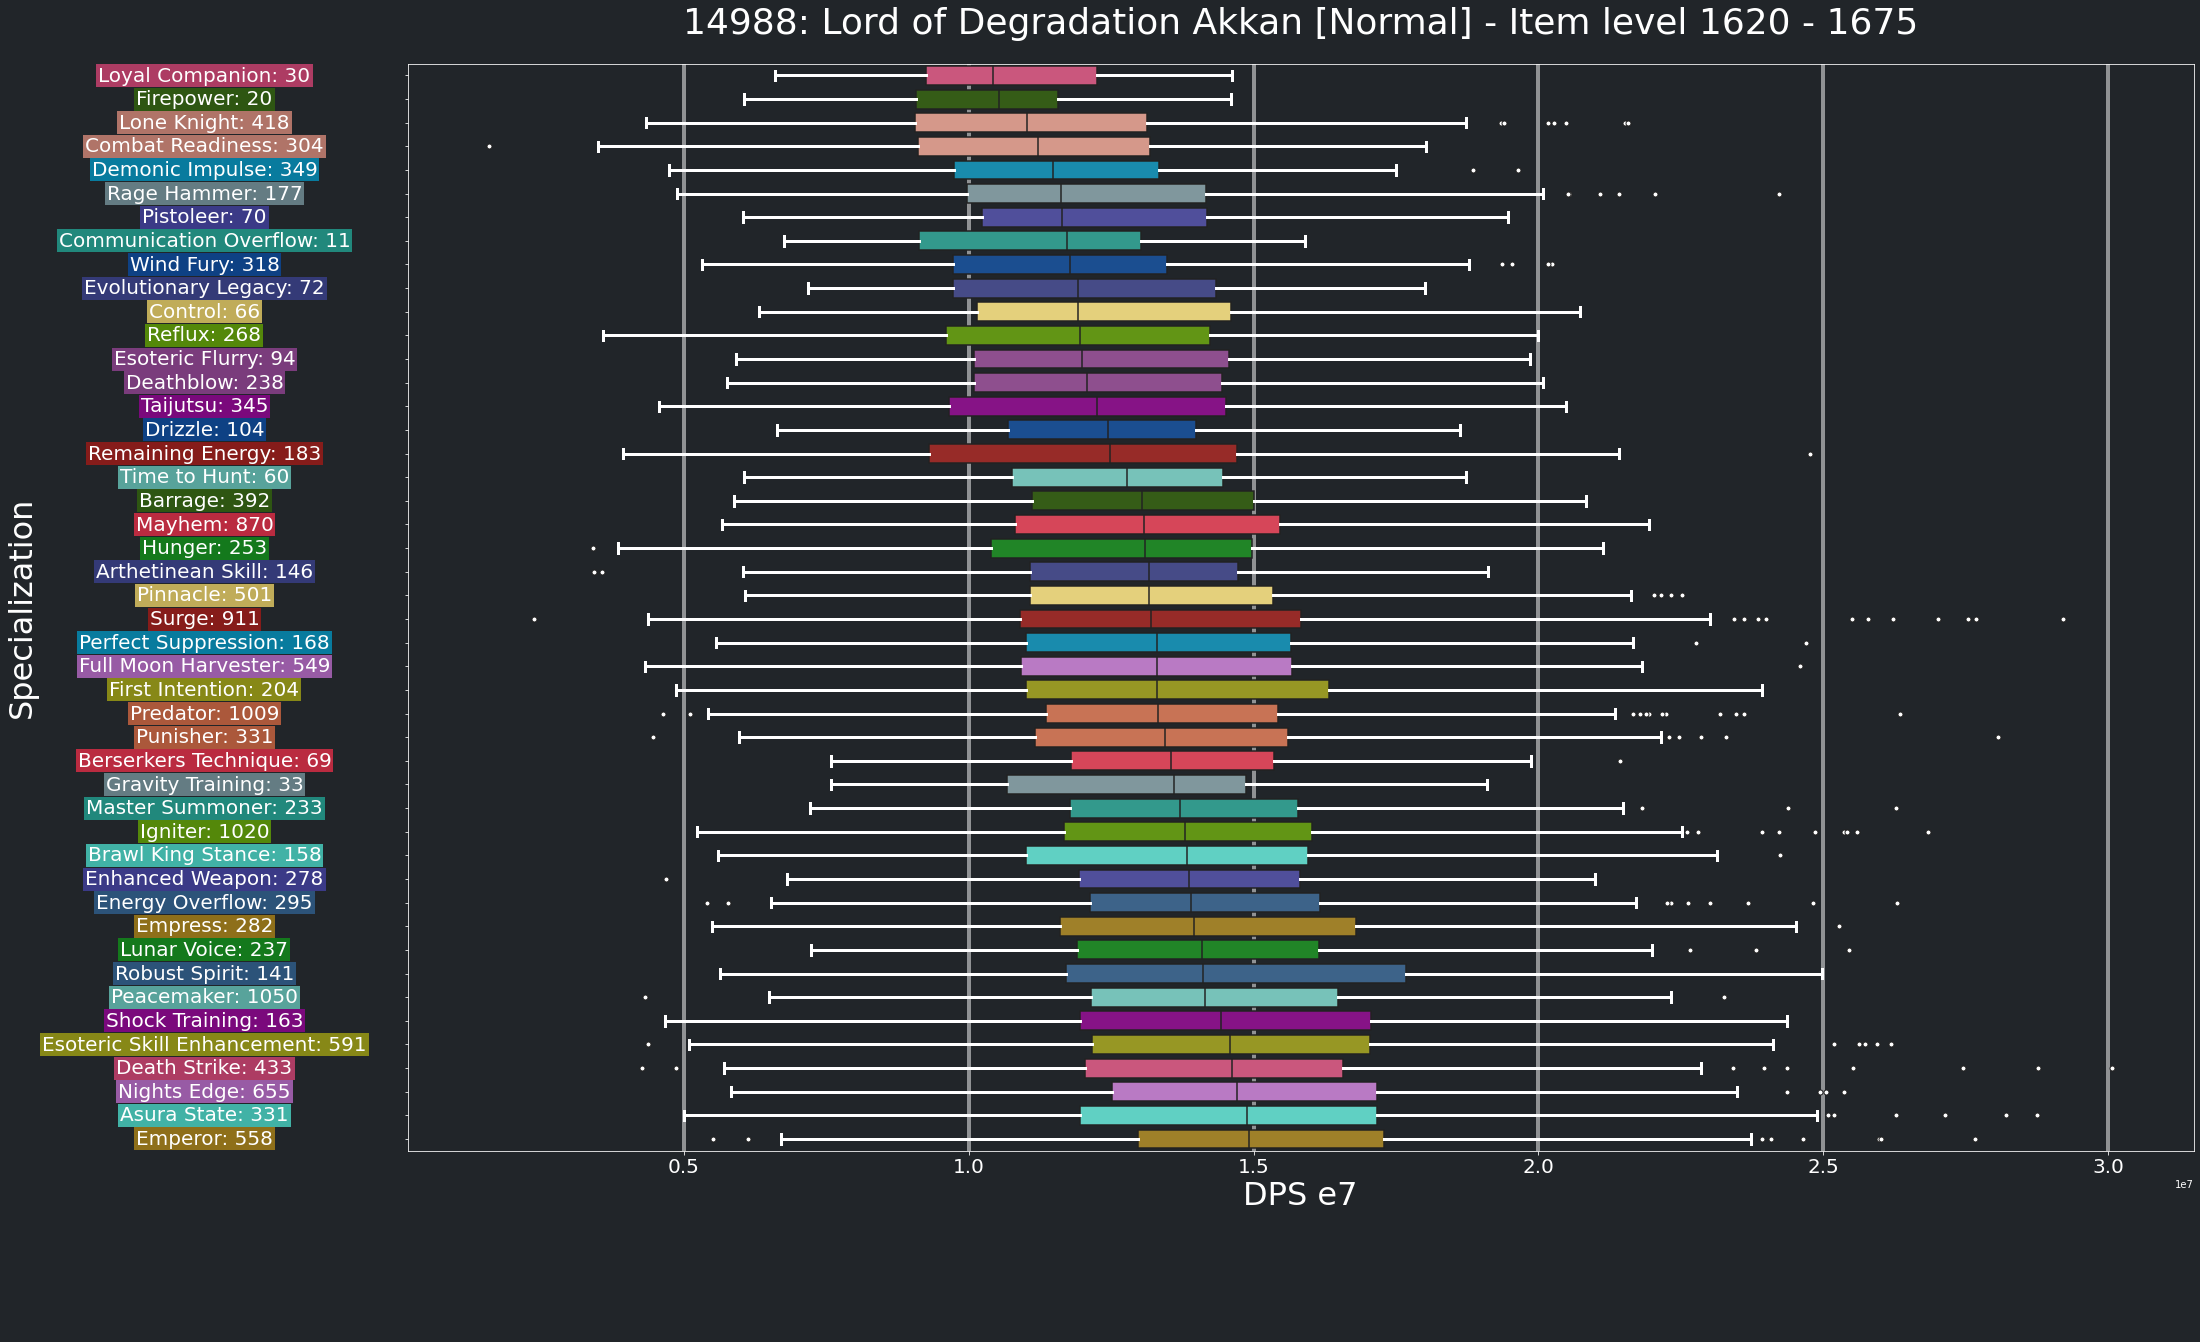 14988: Lord of Degradation Akkan [Normal] - Item level 1620 - 1675
Specialization
Loyal Companion: 30
Firepower: 20
Lone Knight: 418
Combat Readiness: 304
Demonic Impulse: 349
Rage Hammer: 177
Pistoleer: 70
Communication Overflow: 11
Wind Fury: 318
Evolutionary Legacy: 72
Control: 66
Reflux: 268
Esoteric Flurry: 94
Deathblow: 238
Taijutsu: 345
Drizzle: 104
Remaining Energy: 183
Time to Hunt: 60
Barrage: 392
Mayhem: 870
Hunger: 253
Arthetinean Skill: 146
Pinnacle: 501
Surge: 911
Perfect Suppression: 168
Full Moon Harvester: 549
First Intention: 204
Predator: 1009
Punisher: 331
Berserkers Technique: 69
Gravity Training: 33
Master Summoner: 233
Igniter: 1020
Brawl King Stance: 158
Enhanced Weapon: 278
Energy Overflow: 295
Empress: 282
Lunar Voice: 237
Robust Spirit: 141
Peacemaker: 1050
Shock Training: 163
Esoteric Skill Enhancement: 591
Death Strike: 433
Nights Edge: 655
Asura State: 331
Emperor: 558
0.5 1.0 1.5 2.0 2.5 3.0
1e7
DPS e7